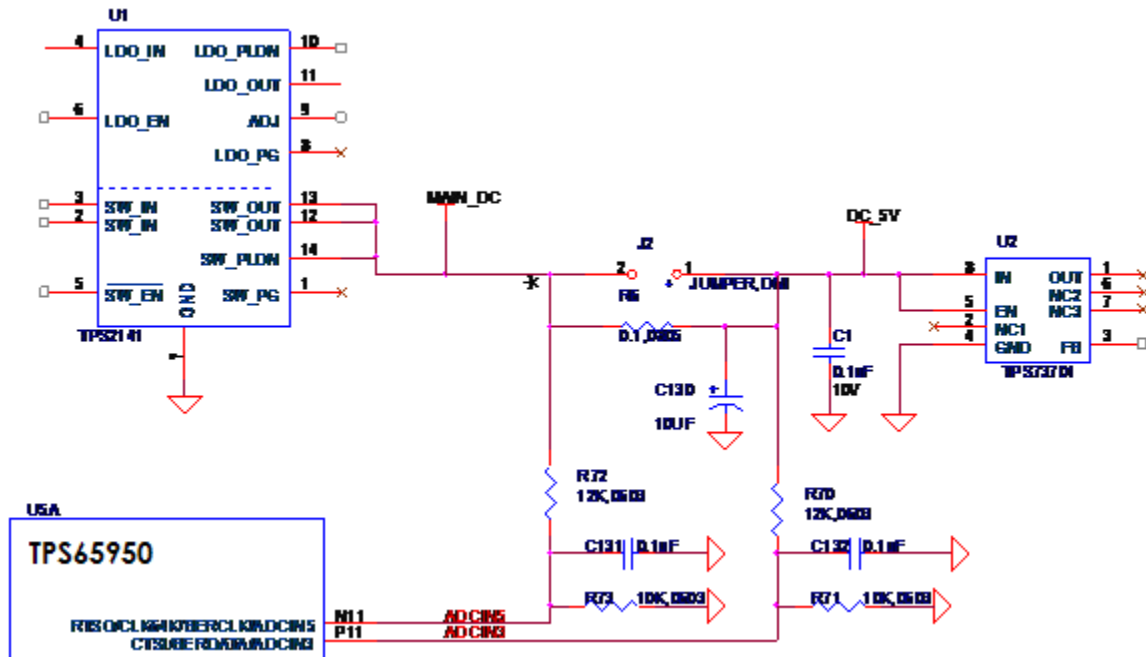 U1
4 LDO_IN LDO_PLDN 10
LDO_OUT 11
6 LDO_EN ADJ 9
LDO_PG 8
3 SW_IN SW_OUT 13
2 SW_IN SW_OUT 12
SW_PLDN 14
5 SW_EN GND SW_PG 1
TPS2141
MAIN_DC
DC_5V
J2
2 1
JUMPER,
R6
0.1,0805
C130
10UF
C1
0.1uF
10V
U2
8 IN OUT 1
NC2 6
5 EN NC3 7
2 NC1
4 GND FB 3
TPS73701
R72
12K,0603
R70
12K,0603
C131 0.1uF
C132 0.1uF
R73 10K,0603
R71 10K,0603
U5A
TPS65950
N11 ADCIN5
P11 ADCIN3